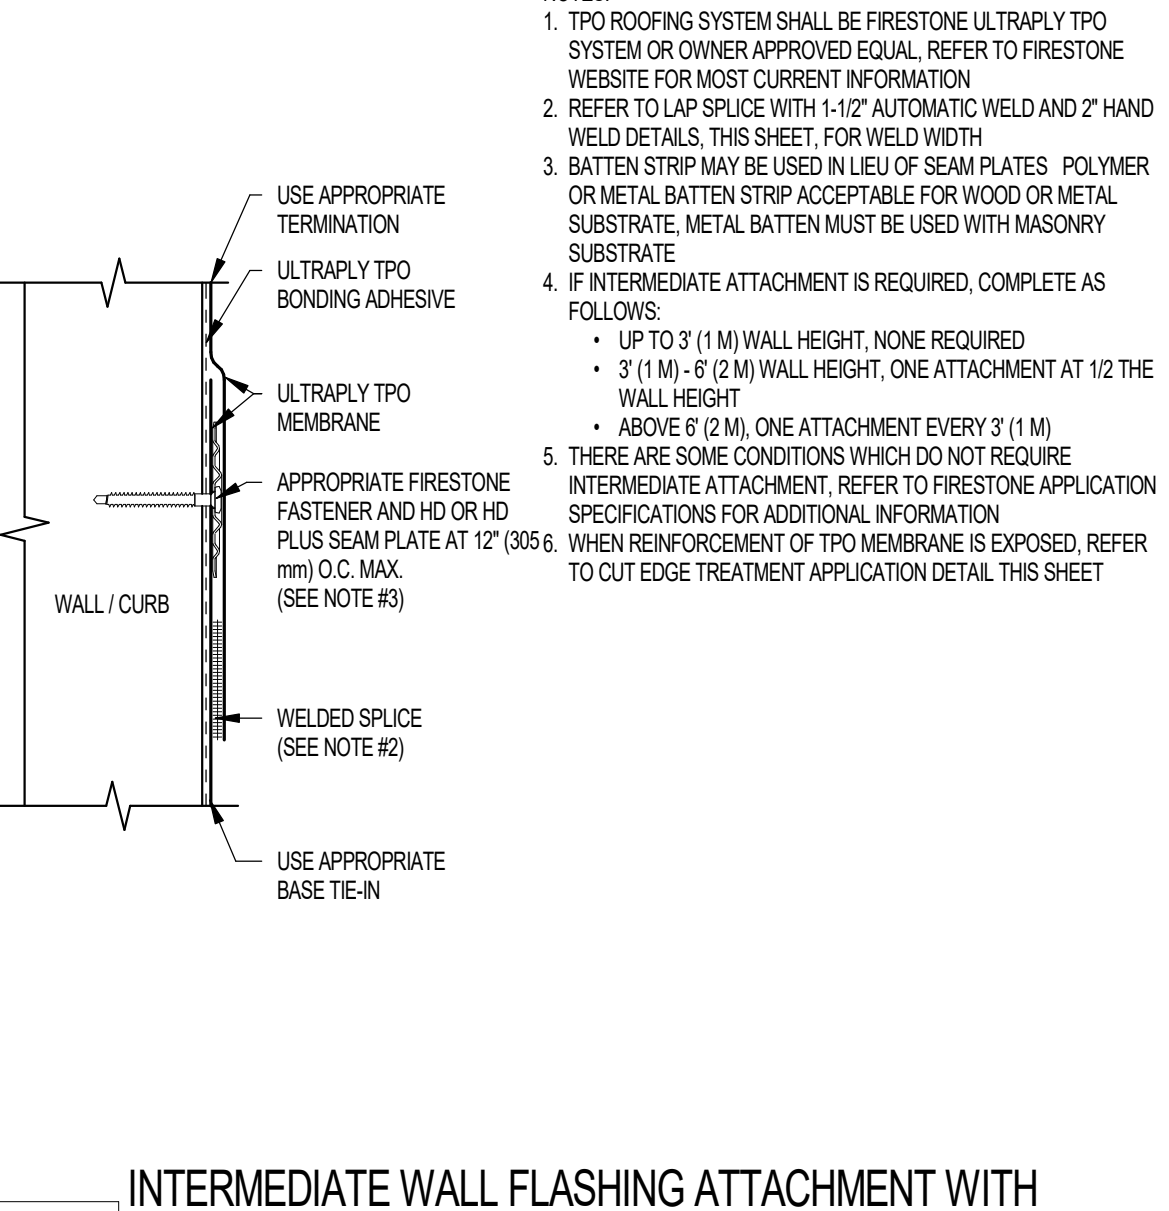 NOTES:
1. TPO ROOFING SYSTEM SHALL BE FIRESTONE ULTRAPLY TPO
SYSTEM OR OWNER APPROVED EQUAL, REFER TO FIRESTONE
WEBSITE FOR MOST CURRENT INFORMATION
2. REFER TO LAP SPLICE WITH 1-1/2" AUTOMATIC WELD AND 2" HAND
WELD DETAILS, THIS SHEET, FOR WELD WIDTH
3. BATTEN STRIP MAY BE USED IN LIEU OF SEAM PLATES POLYMER
OR METAL BATTEN STRIP ACCEPTABLE FOR WOOD OR METAL
SUBSTRATE, METAL BATTEN MUST BE USED WITH MASONRY
SUBSTRATE
4. IF INTERMEDIATE ATTACHMENT IS REQUIRED, COMPLETE AS
FOLLOWS:
• UP TO 3' (1 M) WALL HEIGHT, NONE REQUIRED
• 3' (1 M) - 6' (2 M) WALL HEIGHT, ONE ATTACHMENT AT 1/2 THE
WALL HEIGHT
• ABOVE 6' (2 M), ONE ATTACHMENT EVERY 3' (1 M)
5. THERE ARE SOME CONDITIONS WHICH DO NOT REQUIRE
INTERMEDIATE ATTACHMENT, REFER TO FIRESTONE APPLICATION
SPECIFICATIONS FOR ADDITIONAL INFORMATION
6. WHEN REINFORCEMENT OF TPO MEMBRANE IS EXPOSED, REFER
TO CUT EDGE TREATMENT APPLICATION DETAIL THIS SHEET
USE APPROPRIATE
TERMINATION
ULTRAPLY TPO
BONDING ADHESIVE
ULTRAPLY TPO
MEMBRANE
APPROPRIATE FIRESTONE
FASTENER AND HD OR HD
PLUS SEAM PLATE AT 12" (305
mm) O.C. MAX.
(SEE NOTE #3)
WALL / CURB
WELDED SPLICE
(SEE NOTE #2)
USE APPROPRIATE
BASE TIE-IN
INTERMEDIATE WALL FLASHING ATTACHMENT WITH